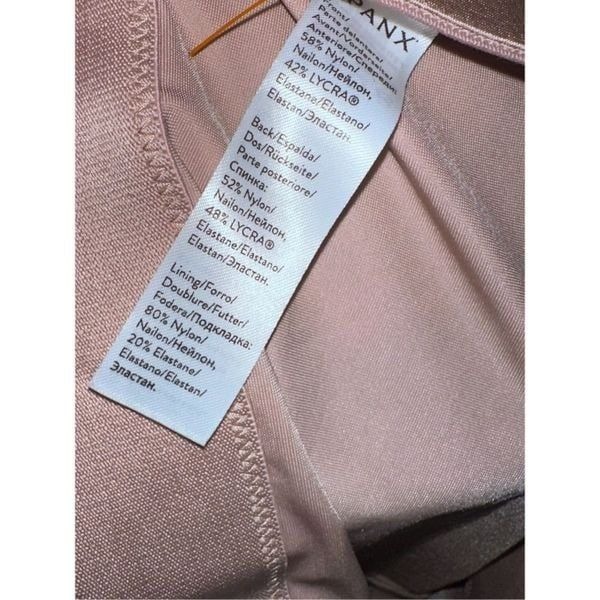 PANX
Front/
Parte delantera/
Avant/Vorderseite/
Anteriore/Спереди:
58% Nylon/
Nailon/Нейлон,
42% LYCRA®
Elastane/Elastano/
Elastan/Эластан.
Back/Espalda/
Dos/Rückseite/
Parte posteriore/
Спинка:
52% Nylon/
Nailon/Нейлон,
48% LYCRA®
Elastane/Elastano/
Elastan/Эластан.
Lining/Forro/
Doublure/Futter/
Fodera/Подкладка:
80% Nylon/
Nailon/Нейлон,
20% Elastane/
Elastano/Elastan/
Эластан.